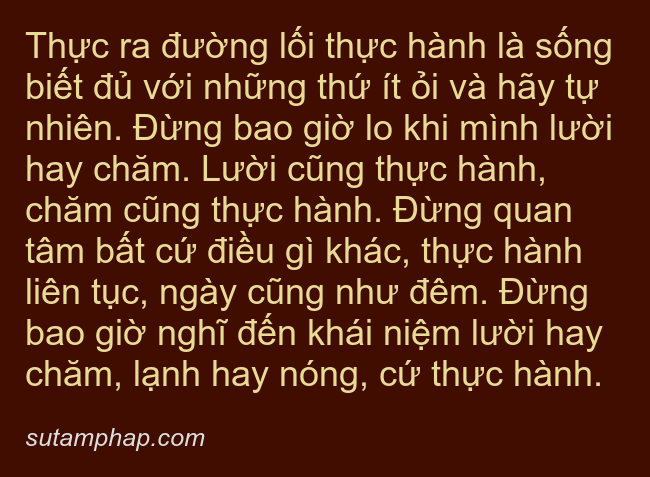 Thực ra đường lối thực hành là sống
biết đủ với những thứ ít ỏi và hãy tự
nhiên. Đừng bao giờ lo khi mình lười
hay chăm. Lười cũng thực hành,
chăm cũng thực hành. Đừng quan
tâm bất cứ điều gì khác, thực hành
liên tục, ngày cũng như đêm. Đừng
bao giờ nghĩ đến khái niệm lười hay
chăm, lạnh hay nóng, cứ thực hành.
sutamphap.com